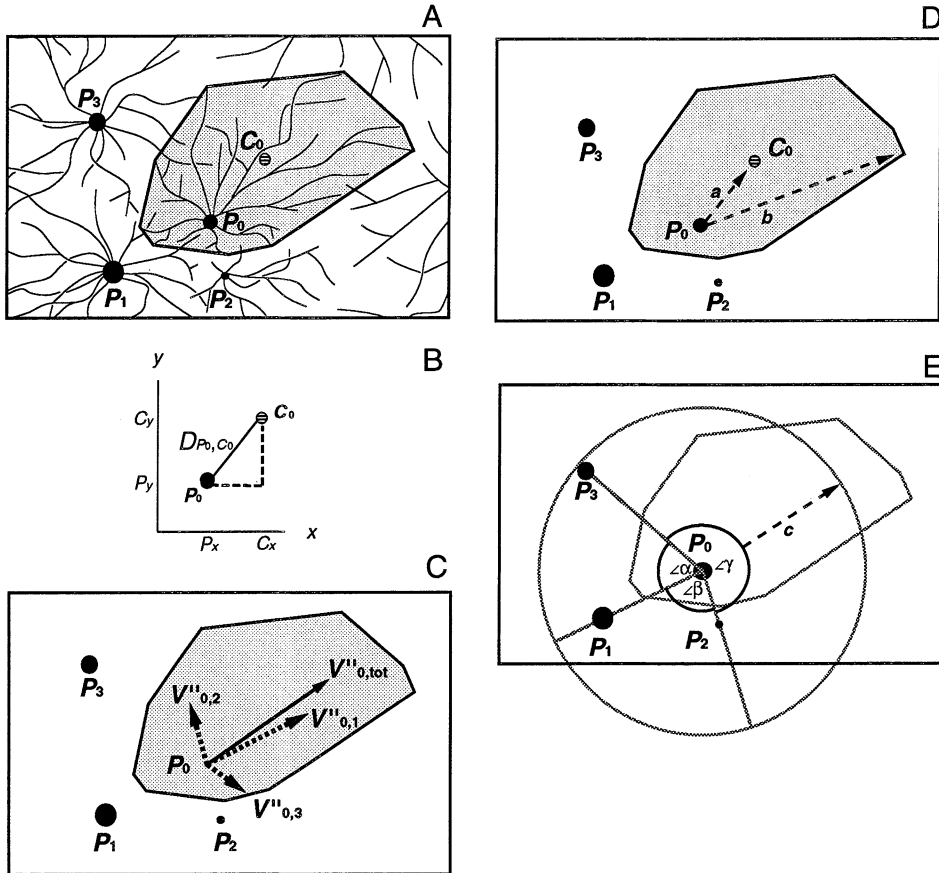 A
P3
C0
P0
P1
P2
B
y
Cy
C0
DP0,C0
Py
P0
Px
Cx
x
C
P3
V"0,2
V"0,tot
V"0,1
P0
V"0,3
P1
P2
D
P3
C0
a
b
P0
P1
P2
E
P3
P0
c
∠α
∠γ
∠β
P1
P2